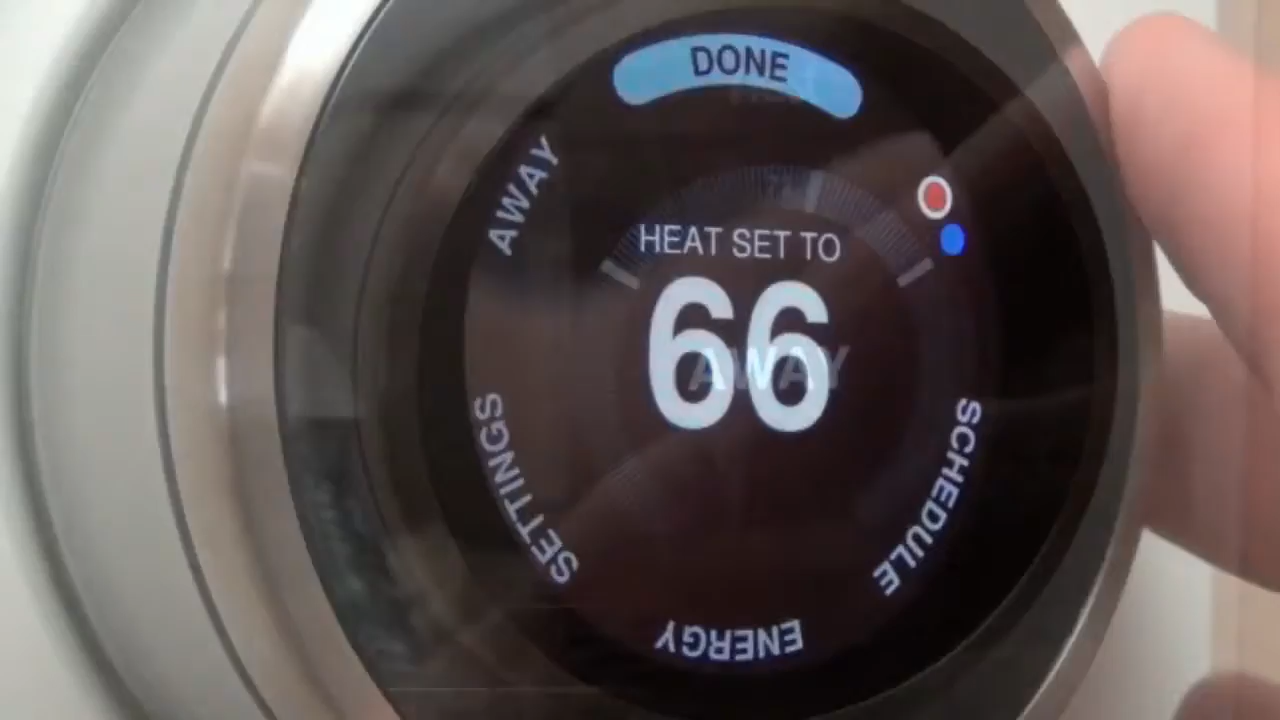 DONE
AWAY
HEAT SET TO
66
AWAY
SETTINGS
SCHEDULE
ENERGY